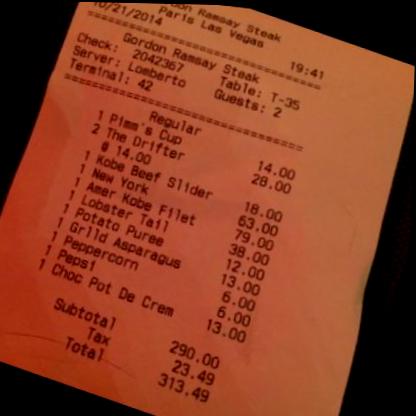 Ramsay Steak
Paris Las Vegas
10/21/2014 19:41
Gordon Ramsay Steak
Check: 2042367 Table: T-35
Server: Lomberto Guests: 2
Terminal: 42
Regular
1 Pimm's Cup 14.00
2 The Drifter 28.00
@ 14.00
1 Kobe Beef Slider 18.00
1 New York 63.00
1 Amer Kobe Filet 79.00
1 Lobster Tail 38.00
1 Potato Puree 12.00
1 Grlld Asparagus 13.00
1 Peppercorn 6.00
1 Pepsi 6.00
1 Choc Pot De Crem 13.00
Subtotal 290.00
Tax 23.49
Total 313.49